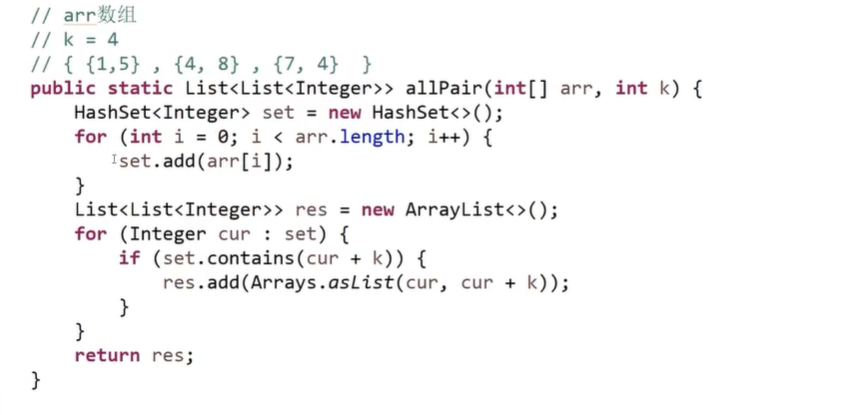 // arr数组
// k = 4
// { {1,5} , {4, 8} , {7, 4}  }
public static List<List<Integer>> allPair(int[] arr, int k) {
    HashSet<Integer> set = new HashSet<>();
    for (int i = 0; i < arr.length; i++) {
        set.add(arr[i]);
    }
    List<List<Integer>> res = new ArrayList<>();
    for (Integer cur : set) {
        if (set.contains(cur + k)) {
            res.add(Arrays.asList(cur, cur + k));
        }
    }
    return res;
}